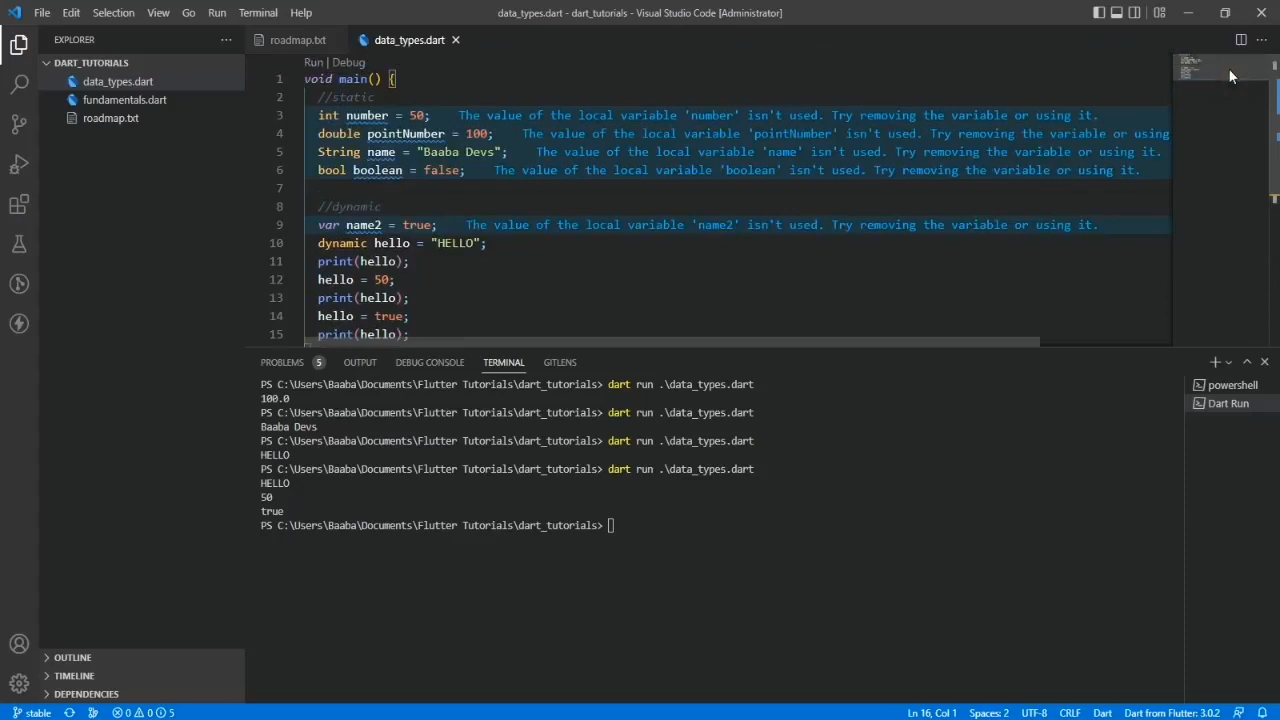 File Edit Selection View Go Run Terminal Help data_types.dart - dart_tutorials - Visual Studio Code [Administrator]
EXPLORER
roadmap.txt data_types.dart
DART_TUTORIALS
data_types.dart
fundamentals.dart
roadmap.txt
Run | Debug
1 void main() {
2 //static
3 int number = 50; The value of the local variable 'number' isn't used. Try removing the variable or using it.
4 double pointNumber = 100; The value of the local variable 'pointNumber' isn't used. Try removing the variable or using
5 String name = "Baaba Devs"; The value of the local variable 'name' isn't used. Try removing the variable or using it.
6 bool boolean = false; The value of the local variable 'boolean' isn't used. Try removing the variable or using it.
7
8 //dynamic
9 var name2 = true; The value of the local variable 'name2' isn't used. Try removing the variable or using it.
10 dynamic hello = "HELLO";
11 print(hello);
12 hello = 50;
13 print(hello);
14 hello = true;
15 print(hello);
PROBLEMS 5 OUTPUT DEBUG CONSOLE TERMINAL GITLENS
PS C:\Users\Baaba\Documents\Flutter Tutorials\dart_tutorials> dart run .\data_types.dart
100.0
PS C:\Users\Baaba\Documents\Flutter Tutorials\dart_tutorials> dart run .\data_types.dart
Baaba Devs
PS C:\Users\Baaba\Documents\Flutter Tutorials\dart_tutorials> dart run .\data_types.dart
HELLO
PS C:\Users\Baaba\Documents\Flutter Tutorials\dart_tutorials> dart run .\data_types.dart
HELLO
50
true
PS C:\Users\Baaba\Documents\Flutter Tutorials\dart_tutorials>
powershell
Dart Run
OUTLINE
TIMELINE
DEPENDENCIES
stable 0 0 5 Ln 16, Col 1 Spaces: 2 UTF-8 CRLF Dart Dart from Flutter: 3.0.2